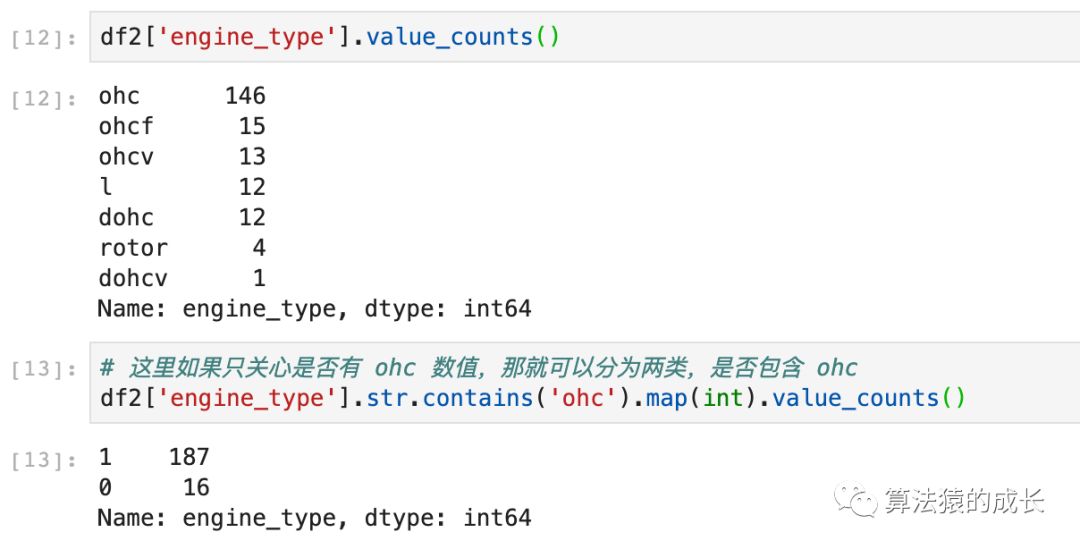 [12]: df2['engine_type'].value_counts()
[12]: ohc 146
ohcf 15
ohcv 13
l 12
dohc 12
rotor 4
dohcv 1
Name: engine_type, dtype: int64
[13]: # 这里如果只关心是否有 ohc 数值，那就可以分为两类，是否包含 ohc
df2['engine_type'].str.contains('ohc').map(int).value_counts()
[13]: 1 187
0 16
Name: engine_type, dtype: int64
算法猿的成长